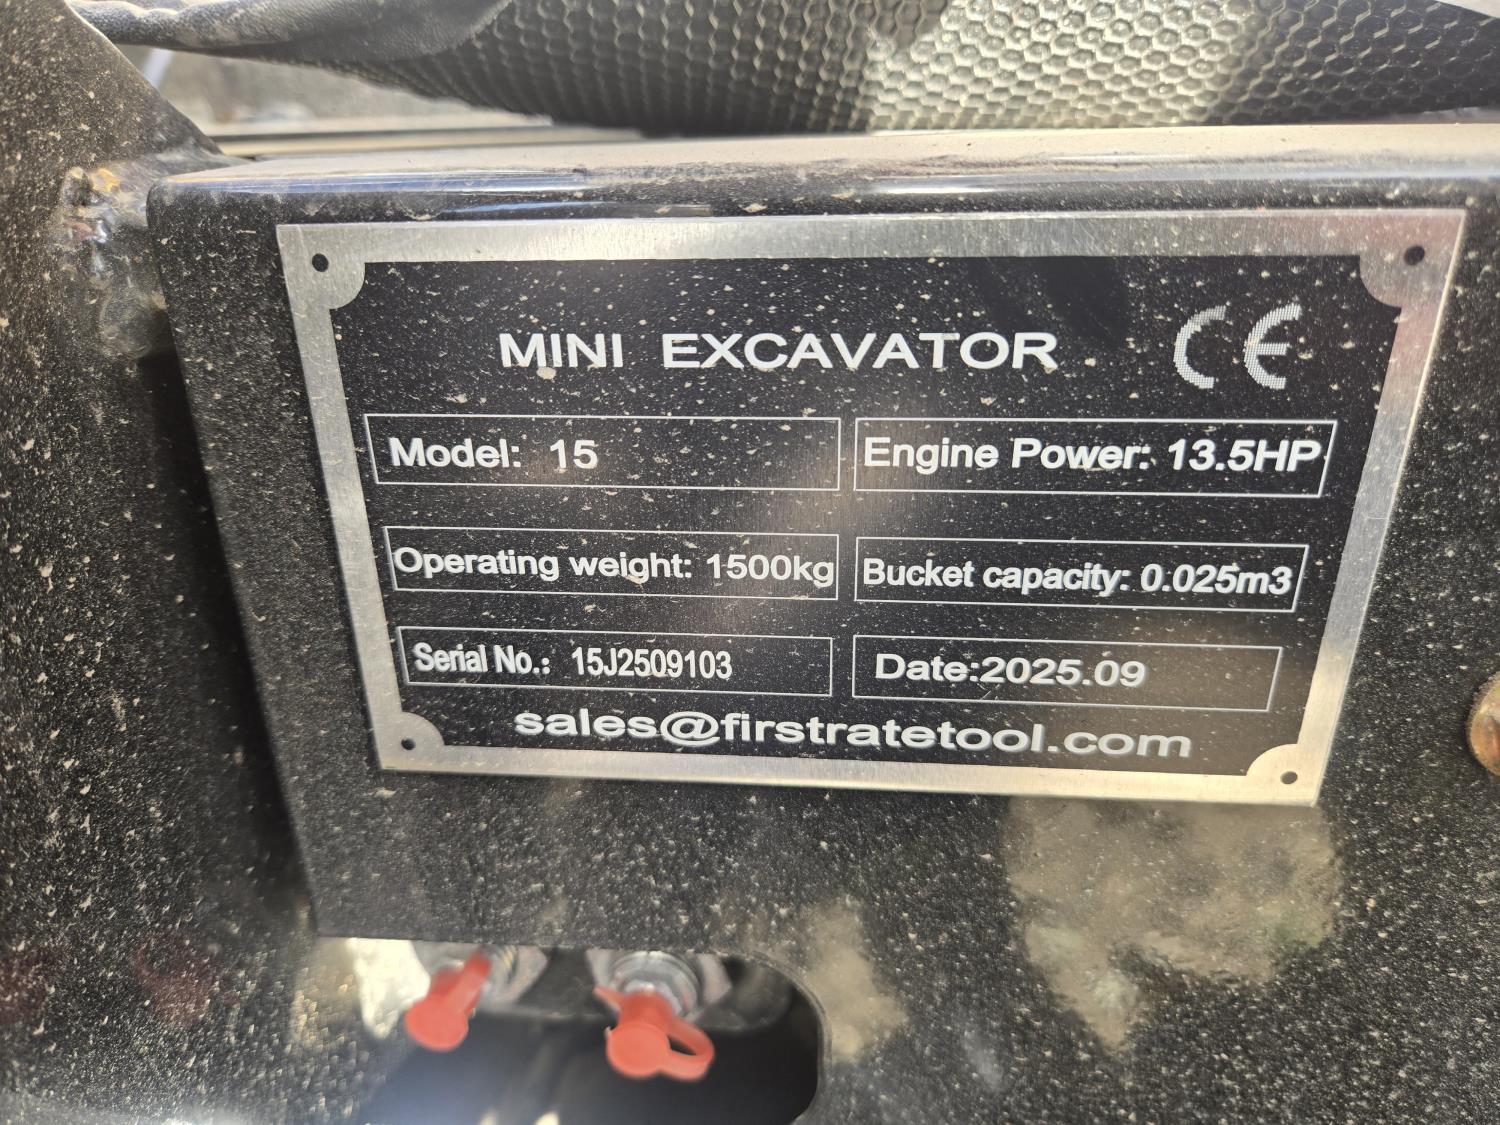 MINI EXCAVATOR CE
Model: 15
Engine Power: 13.5HP
Operating weight: 1500kg
Bucket capacity: 0.025m3
Serial No.: 15J2509103
Date:2025.09
sales@firstratetool.com